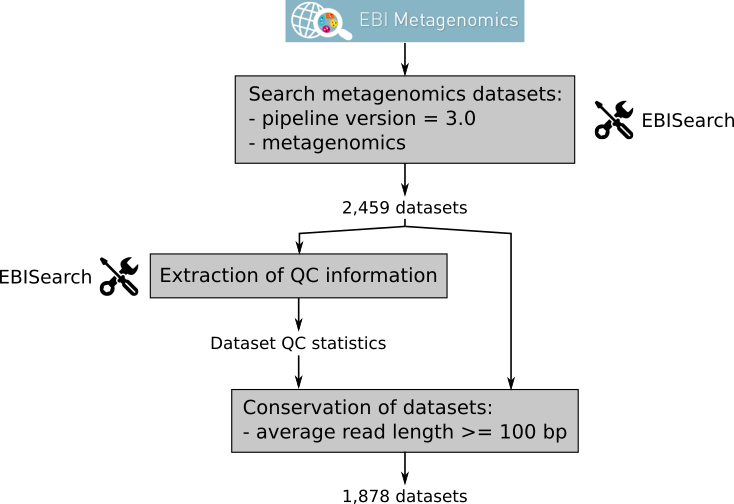 EBI Metagenomics
Search metagenomics datasets:
- pipeline version = 3.0
- metagenomics
EBISearch
2,459 datasets
EBISearch
Extraction of QC information
Dataset QC statistics
Conservation of datasets:
- average read length >= 100 bp
1,878 datasets